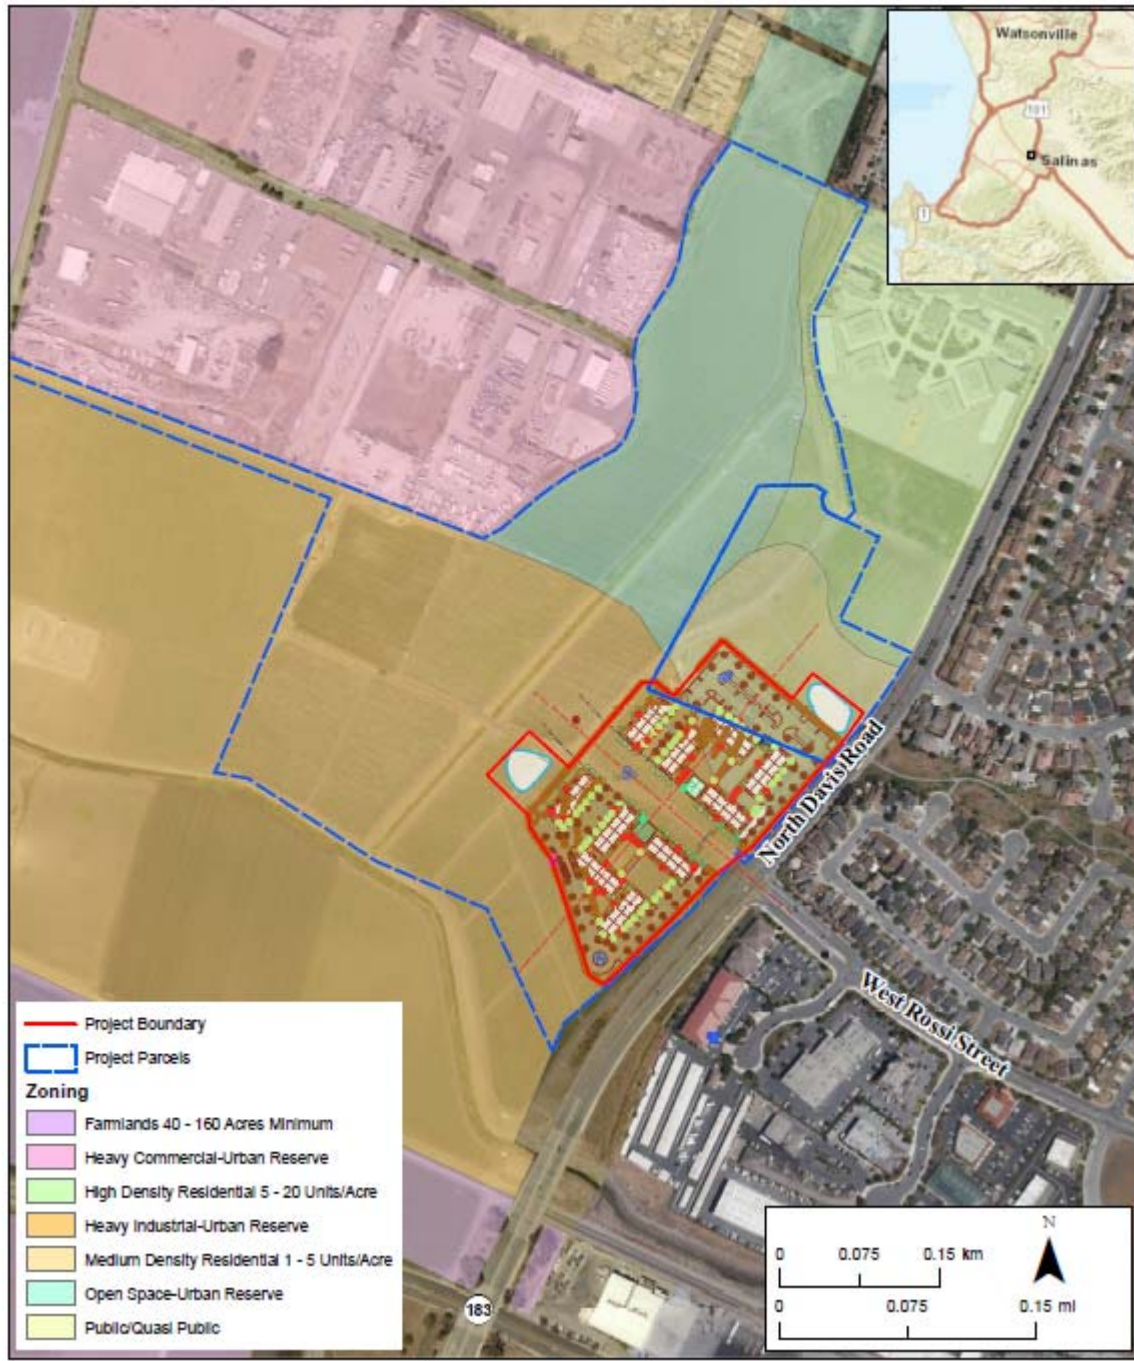 Watsonville
101
Salinas
1
North Davis Road
West Rossi Street
Project Boundary
Project Parcels
Zoning
Farmlands 40 - 160 Acres Minimum
Heavy Commercial-Urban Reserve
High Density Residential 5 - 20 Units/Acre
Heavy Industrial-Urban Reserve
Medium Density Residential 1 - 5 Units/Acre
Open Space-Urban Reserve
Public/Quasi Public
183
N
0 0.075 0.15 km
0 0.075 0.15 mi